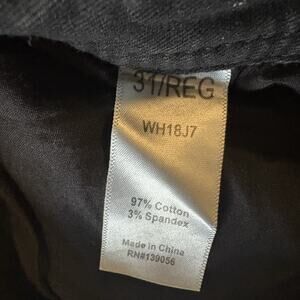 31/REG
WH18J7
97% Cotton
3% Spandex
Made in China
RN#139056